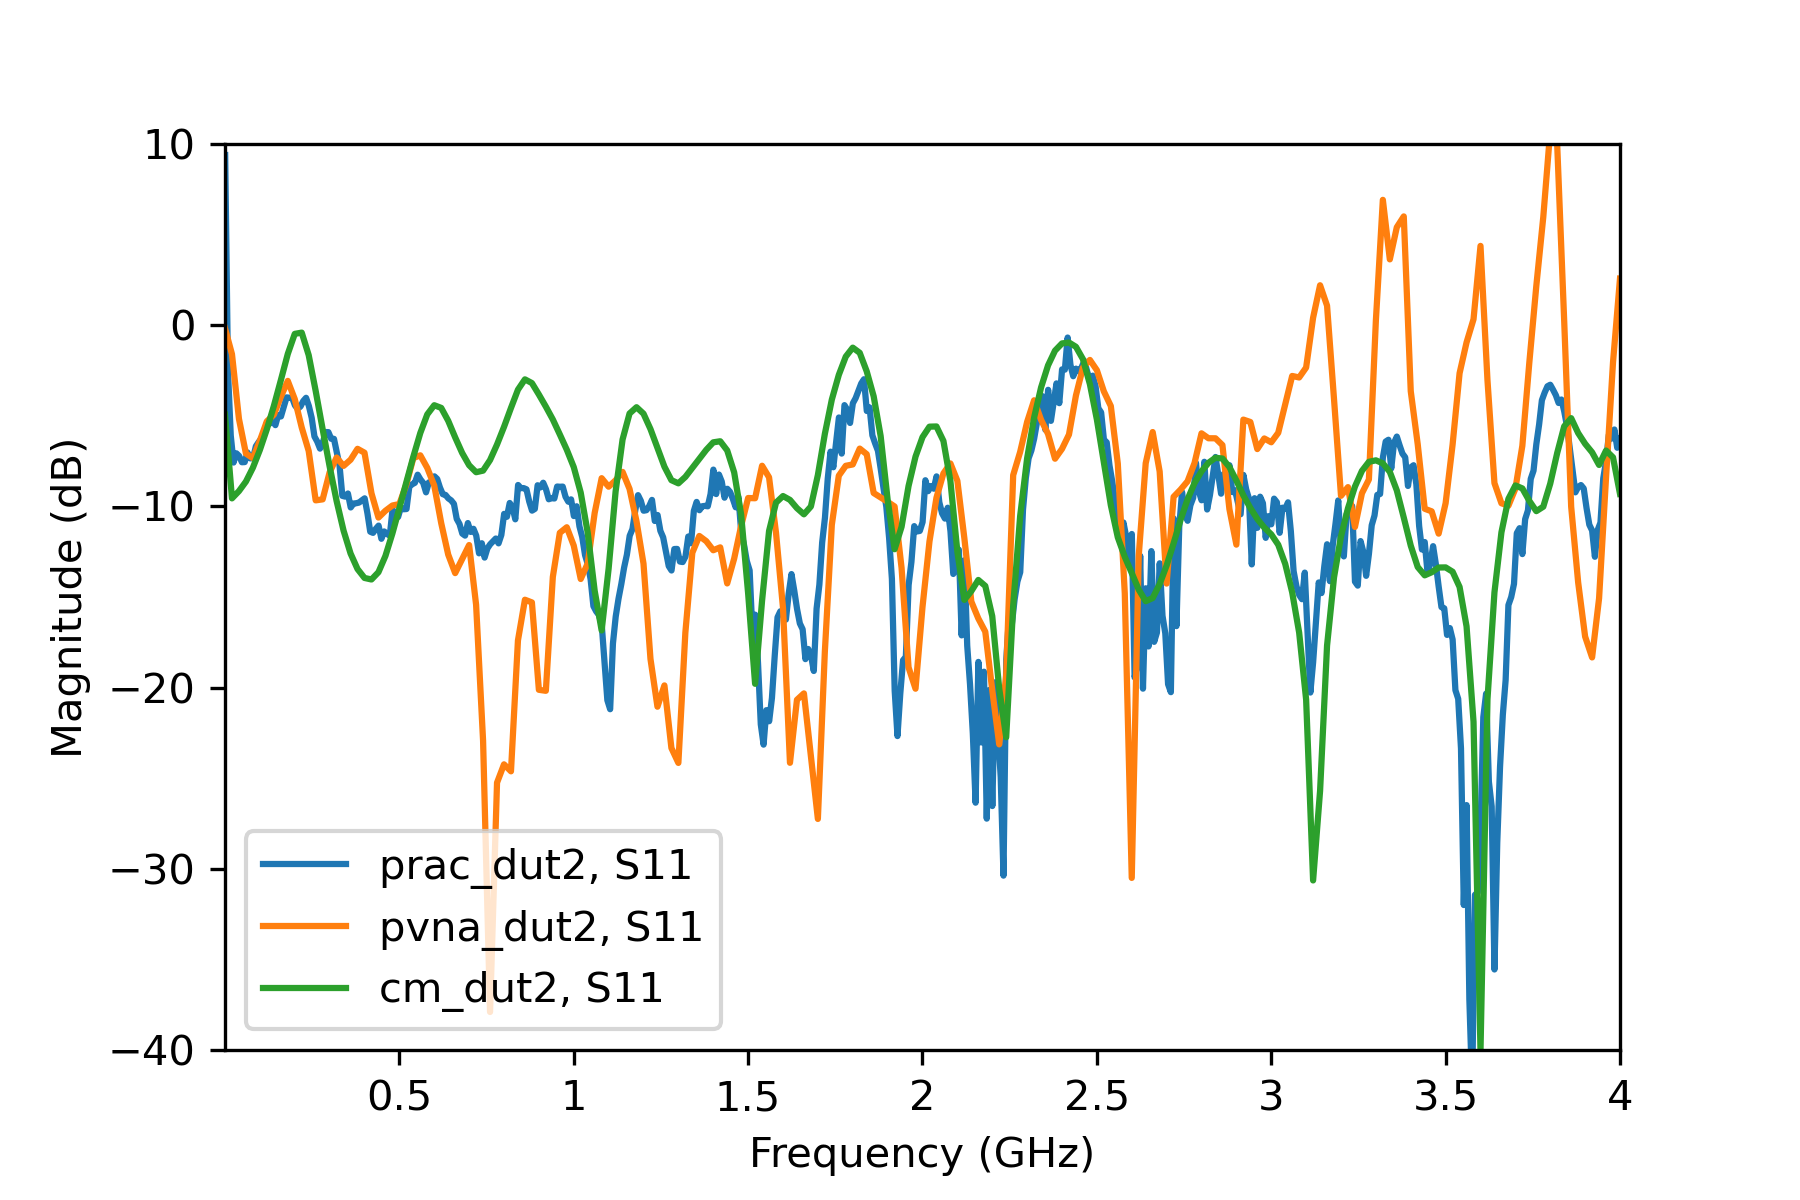 10
0
−10
−20
−30
−40
Magnitude (dB)
prac_dut2, S11
pvna_dut2, S11
cm_dut2, S11
0.5 1 1.5 2 2.5 3 3.5 4
Frequency (GHz)